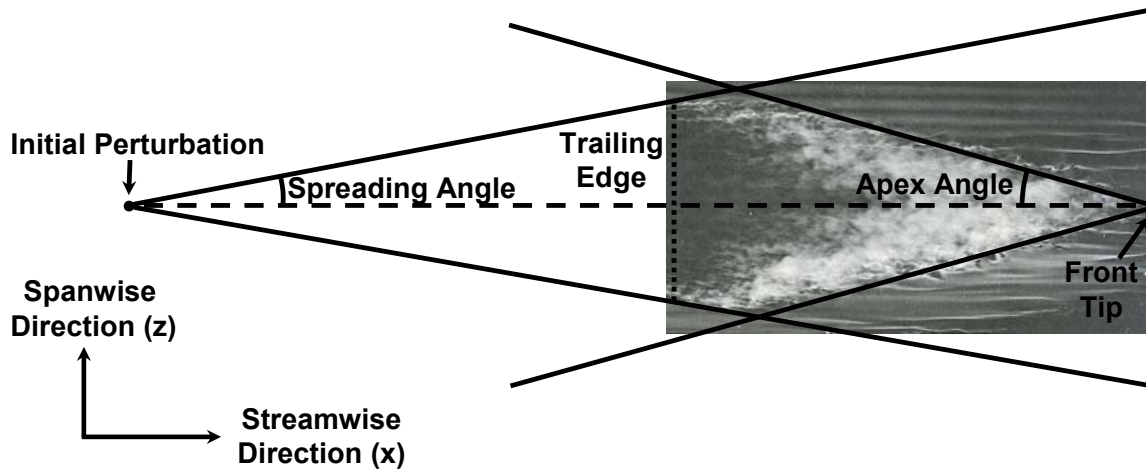 Initial Perturbation
Spreading Angle
Trailing
Edge
Apex Angle
Front
Tip
Spanwise
Direction (z)
Streamwise
Direction (x)